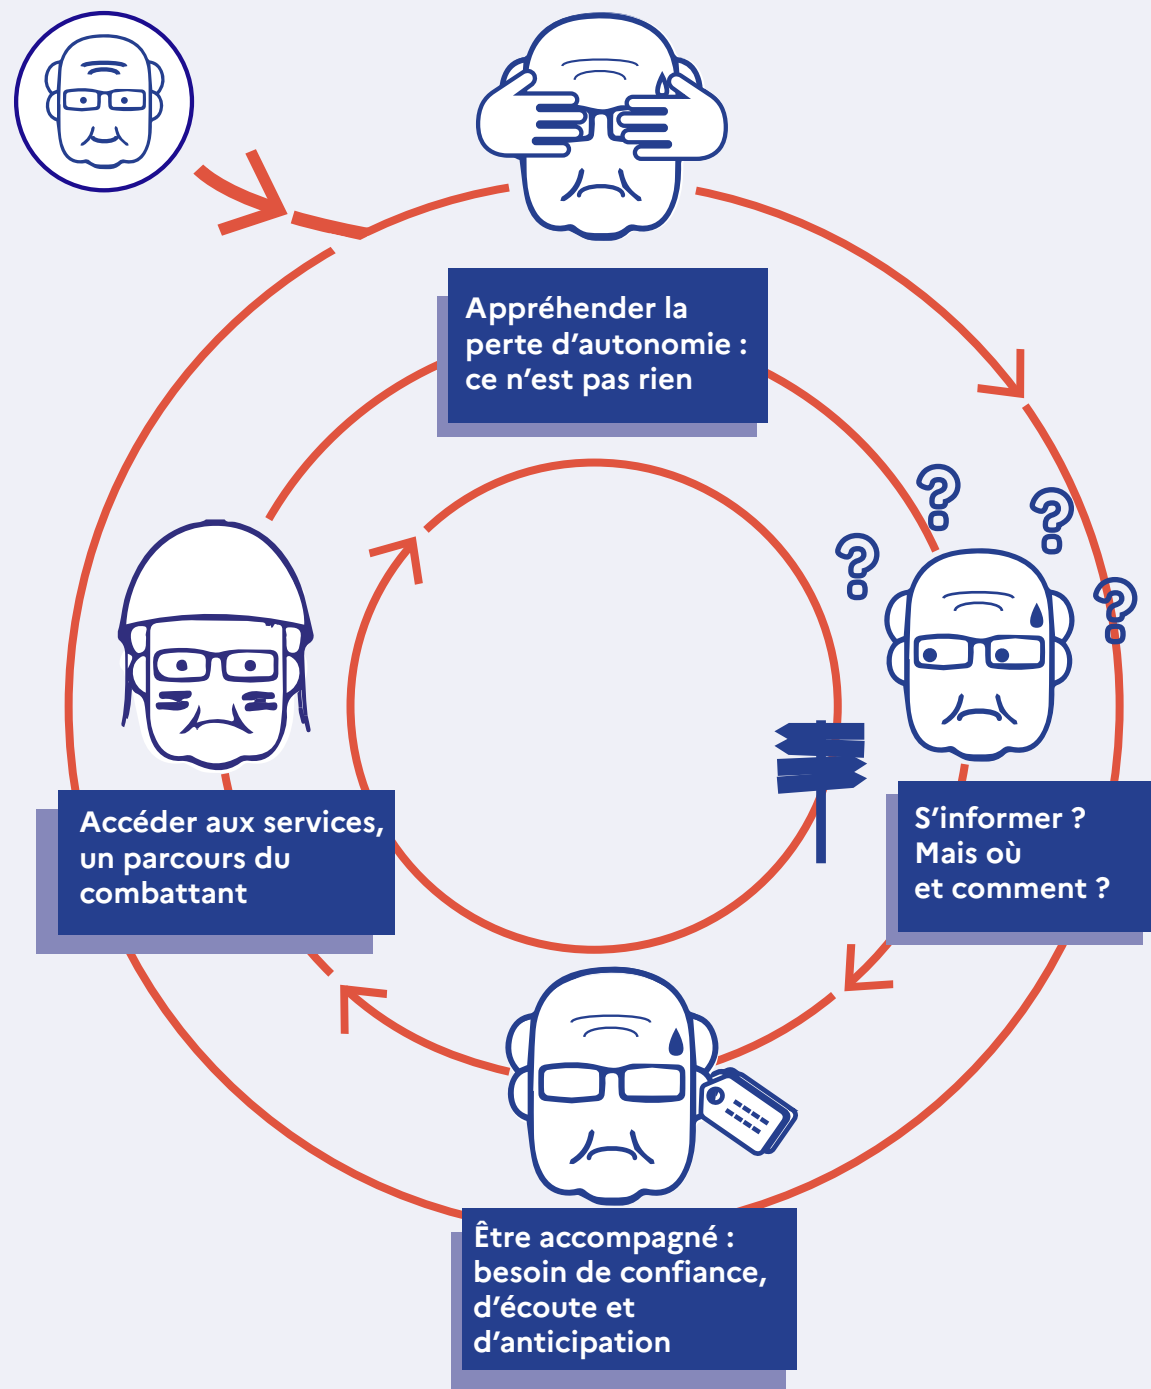 Appréhender la
perte d’autonomie :
ce n’est pas rien
S’informer ?
Mais où
et comment ?
Être accompagné :
besoin de confiance,
d’écoute et
d’anticipation
Accéder aux services,
un parcours du
combattant